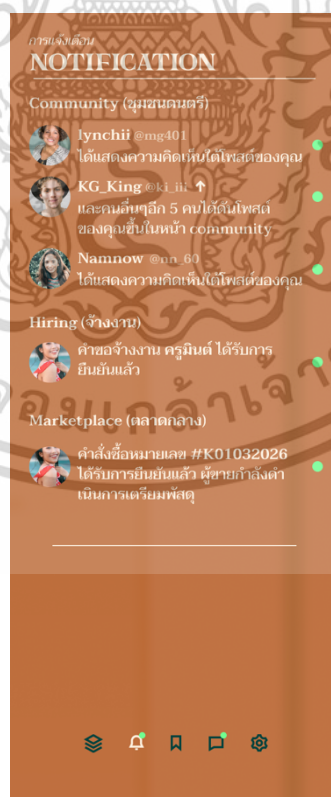 การแจ้งเตือน
NOTIFICATION
Community (ชุมชนดนตรี)
lynchii @mg401
ได้แสดงความคิดเห็นใต้โพสต์ของคุณ
KG_King @ki_iii ↑
และคนอื่นๆอีก 5 คนได้ดันโพสต์
ของคุณขึ้นในหน้า community
Namnow @nn_60
ได้แสดงความคิดเห็นใต้โพสต์ของคุณ
Hiring (จ้างงาน)
คำขอจ้างงาน ครูมินต์ ได้รับการ
ยืนยันแล้ว
Marketplace (ตลาดกลาง)
คำสั่งซื้อหมายเลข #K01032026
ได้รับการยืนยันแล้ว ผู้ขายกำลังดำ
เนินการเตรียมพัสดุ